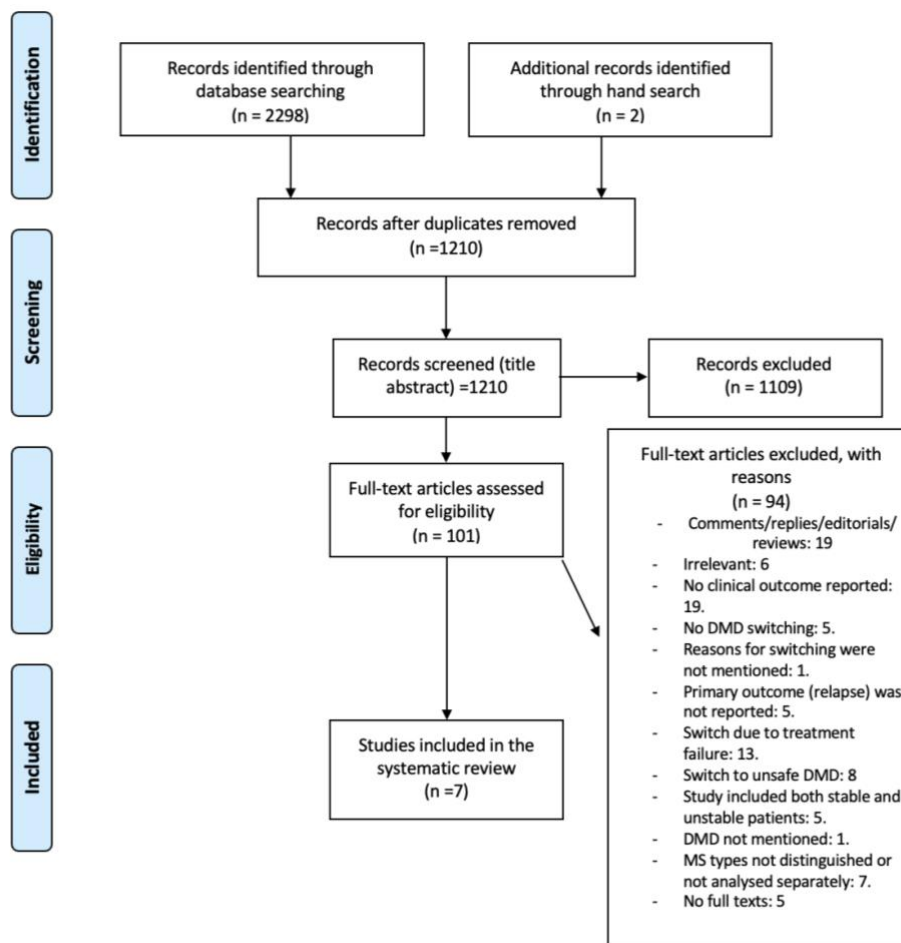 Identification
Records identified through
database searching
(n = 2298)
Additional records identified
through hand search
(n = 2)
Records after duplicates removed
(n =1210)
Screening
Records screened (title
abstract) =1210
Records excluded
(n = 1109)
Eligibility
Full-text articles assessed
for eligibility
(n = 101)
Full-text articles excluded, with
reasons
(n = 94)
- Comments/replies/editorials/
reviews: 19
- Irrelevant: 6
- No clinical outcome reported:
19.
- No DMD switching: 5.
- Reasons for switching were
not mentioned: 1.
- Primary outcome (relapse) was
not reported: 5.
- Switch due to treatment
failure: 13.
- Switch to unsafe DMD: 8
- Study included both stable and
unstable patients: 5.
- DMD not mentioned: 1.
- MS types not distinguished or
not analysed separately: 7.
- No full texts: 5
Included
Studies included in the
systematic review
(n =7)